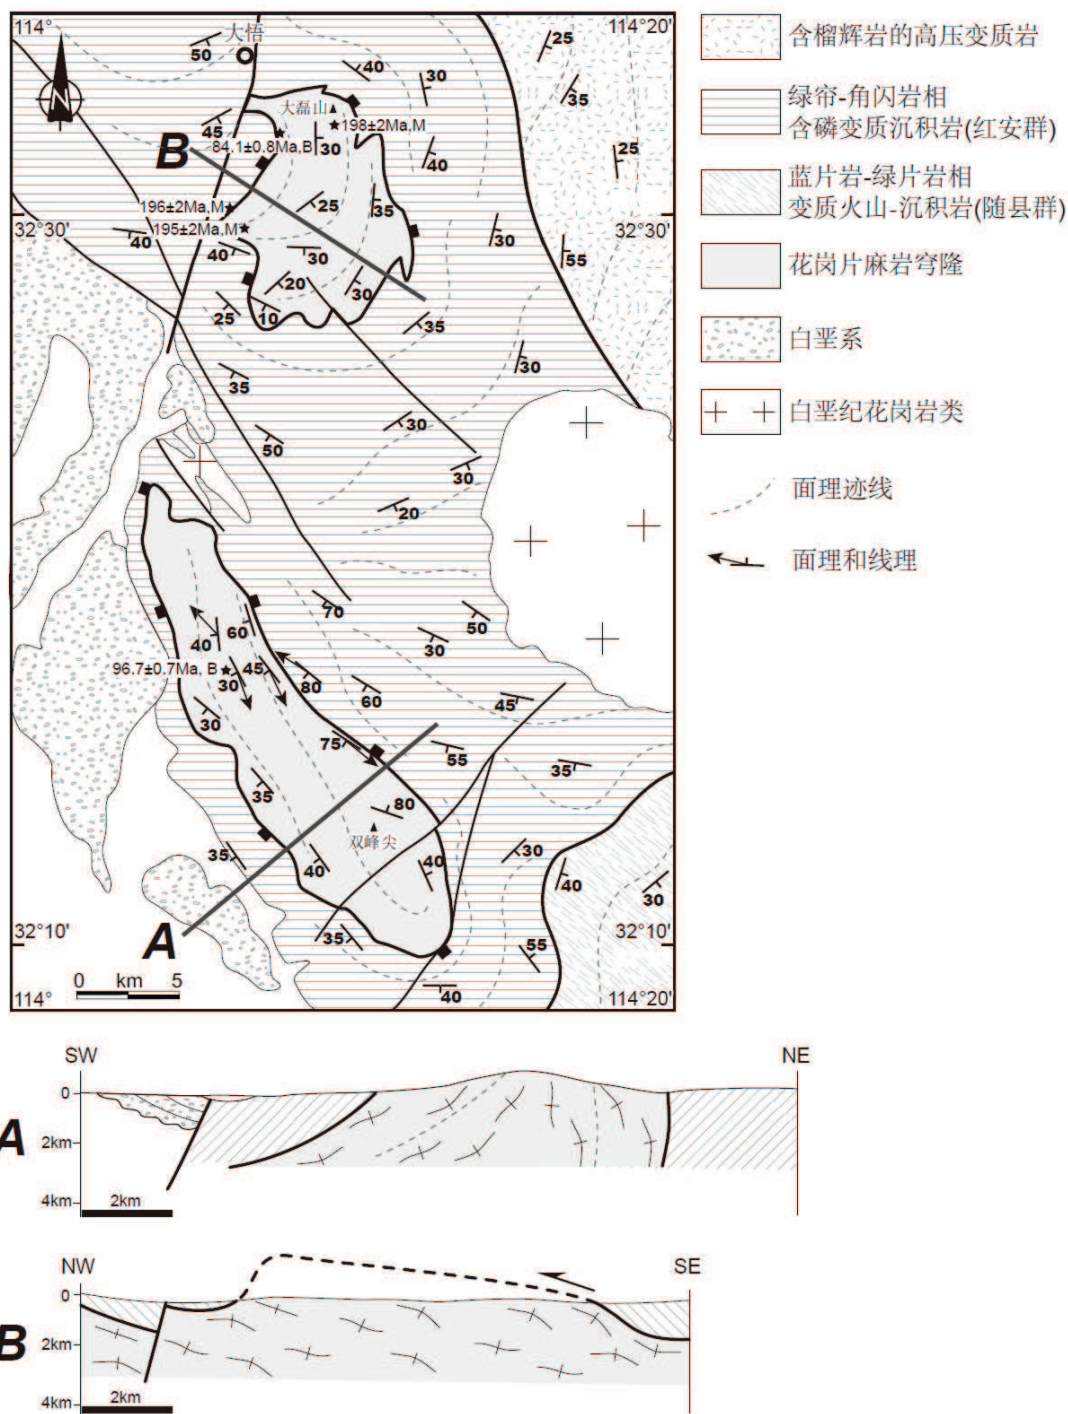 114°
114°20'
大悟
50
40
30
25
35
大磊山
198±2Ma,M
45
84.1±0.8Ma,B
30
40
25
B
196±2Ma,M
25
35
195±2Ma,M
32°30'
32°30'
40
40
30
30
55
20
30
25
10
35
35
30
30
50
30
20
70
50
40
60
30
96.7±0.7Ma, B
45
30
80
60
45
30
75
55
35
35
80
双峰尖
35
40
40
30
40
30
32°10'
32°10'
A
35
55
0 km 5
40
114°
114°20'
含榴辉岩的高压变质岩
绿帘-角闪岩相
含磷变质沉积岩(红安群)
蓝片岩-绿片岩相
变质火山-沉积岩(随县群)
花岗片麻岩穹隆
白垩系
白垩纪花岗岩类
面理迹线
面理和线理
SW
NE
0
A
2km
4km
2km
NW
SE
0
B
2km
4km
2km